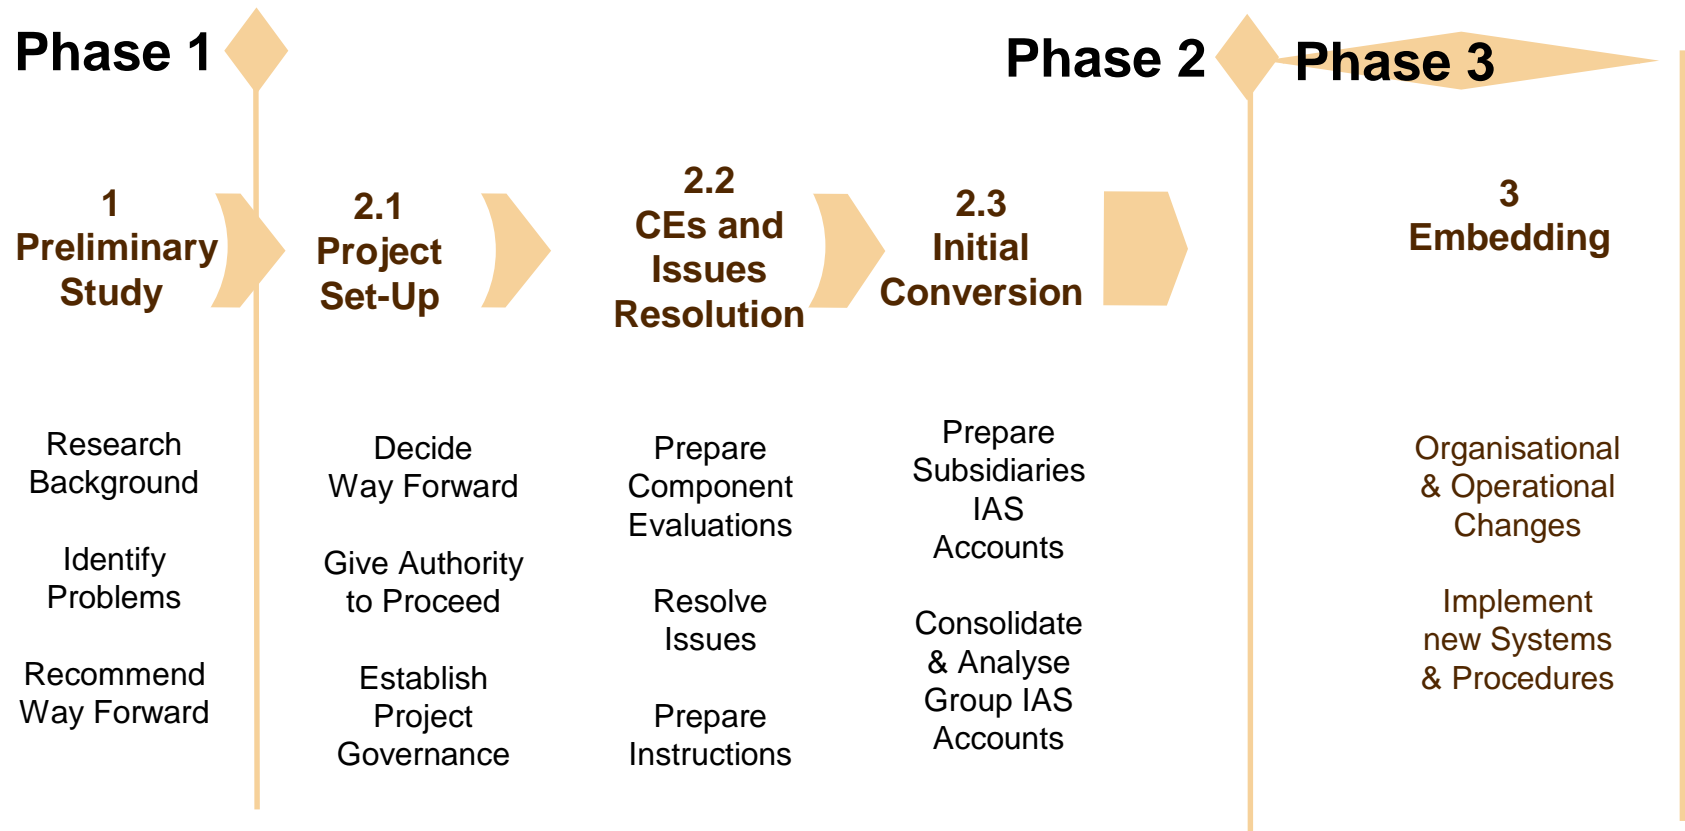 Phase 1
Phase 2
Phase 3
1
Preliminary
Study
2.1
Project
Set-Up
2.2
CEs and
Issues
Resolution
2.3
Initial
Conversion
3
Embedding
Research
Background
Identify
Problems
Recommend
Way Forward
Decide
Way Forward
Give Authority
to Proceed
Establish
Project
Governance
Prepare
Component
Evaluations
Resolve
Issues
Prepare
Instructions
Prepare
Subsidiaries
IAS
Accounts
Consolidate
& Analyse
Group IAS
Accounts
Organisational
& Operational
Changes
Implement
new Systems
& Procedures